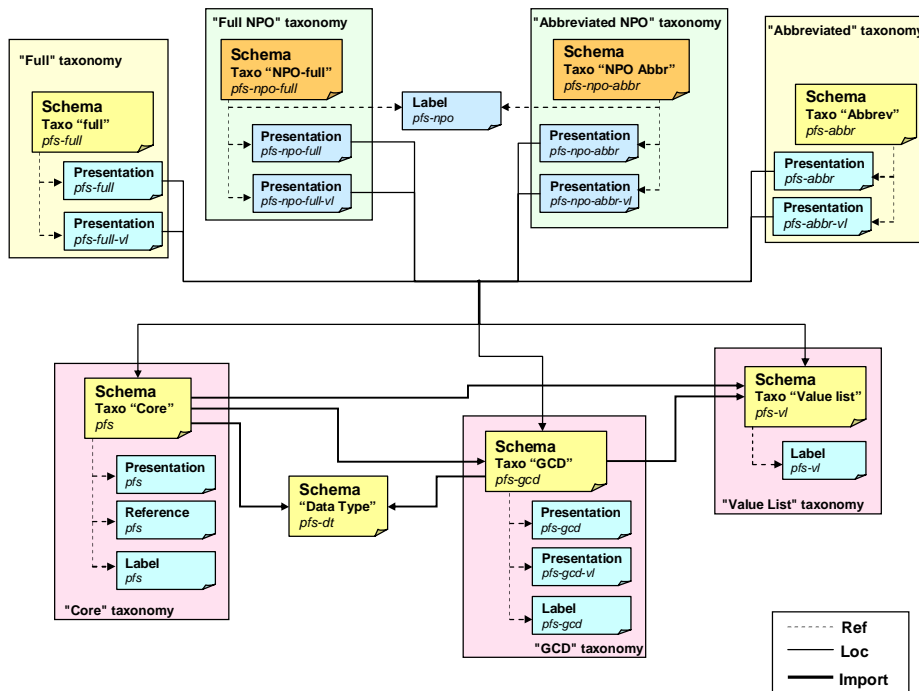 "Full" taxonomy
Schema
Taxo “full”
pfs-full
Presentation
pfs-full
Presentation
pfs-full-vl
"Full NPO" taxonomy
Schema
Taxo “NPO-full”
pfs-npo-full
Presentation
pfs-npo-full
Presentation
pfs-npo-full-vl
Label
pfs-npo
"Abbreviated NPO" taxonomy
Schema
Taxo “NPO Abbr”
pfs-npo-abbr
Presentation
pfs-npo-abbr
Presentation
pfs-npo-abbr-vl
"Abbreviated" taxonomy
Schema
Taxo “Abbrev”
pfs-abbr
Presentation
pfs-abbr
Presentation
pfs-abbr-vl
Schema
Taxo “Core”
pfs
Presentation
pfs
Reference
pfs
Label
pfs
"Core" taxonomy
Schema
“Data Type”
pfs-dt
Schema
Taxo “GCD”
pfs-gcd
Presentation
pfs-gcd
Presentation
pfs-gcd-vl
Label
pfs-gcd
"GCD" taxonomy
Schema
Taxo “Value list”
pfs-vl
Label
pfs-vl
"Value List" taxonomy
Ref
Loc
Import